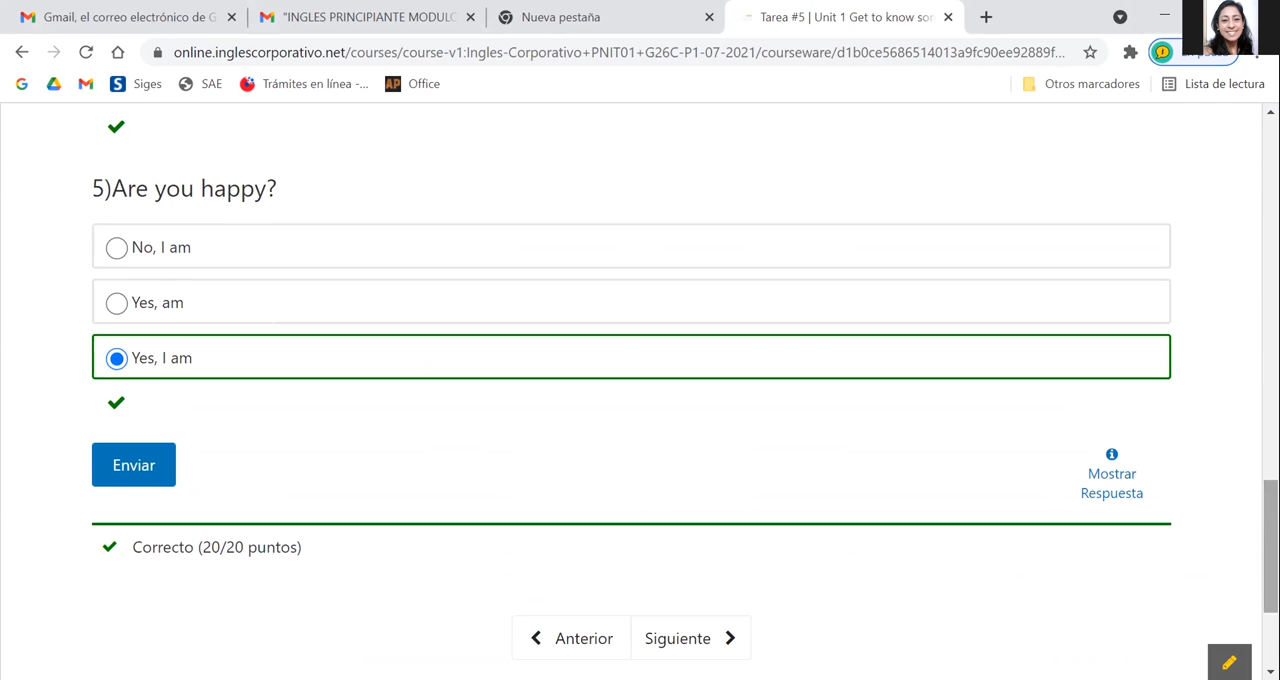 Gmail, el correo electrónico de G
"INGLES PRINCIPIANTE MODULO
Nueva pestaña
Tarea #5 | Unit 1 Get to know som
online.inglescorporativo.net/courses/course-v1:Ingles-Corporativo+PNIT01+G26C-P1-07-2021/courseware/d1b0ce5686514013a9fc90ee92889f...
Siges
SAE
Trámites en línea -...
AP Office
Otros marcadores
Lista de lectura
5)Are you happy?
No, I am
Yes, am
Yes, I am
Enviar
Mostrar
Respuesta
Correcto (20/20 puntos)
Anterior
Siguiente